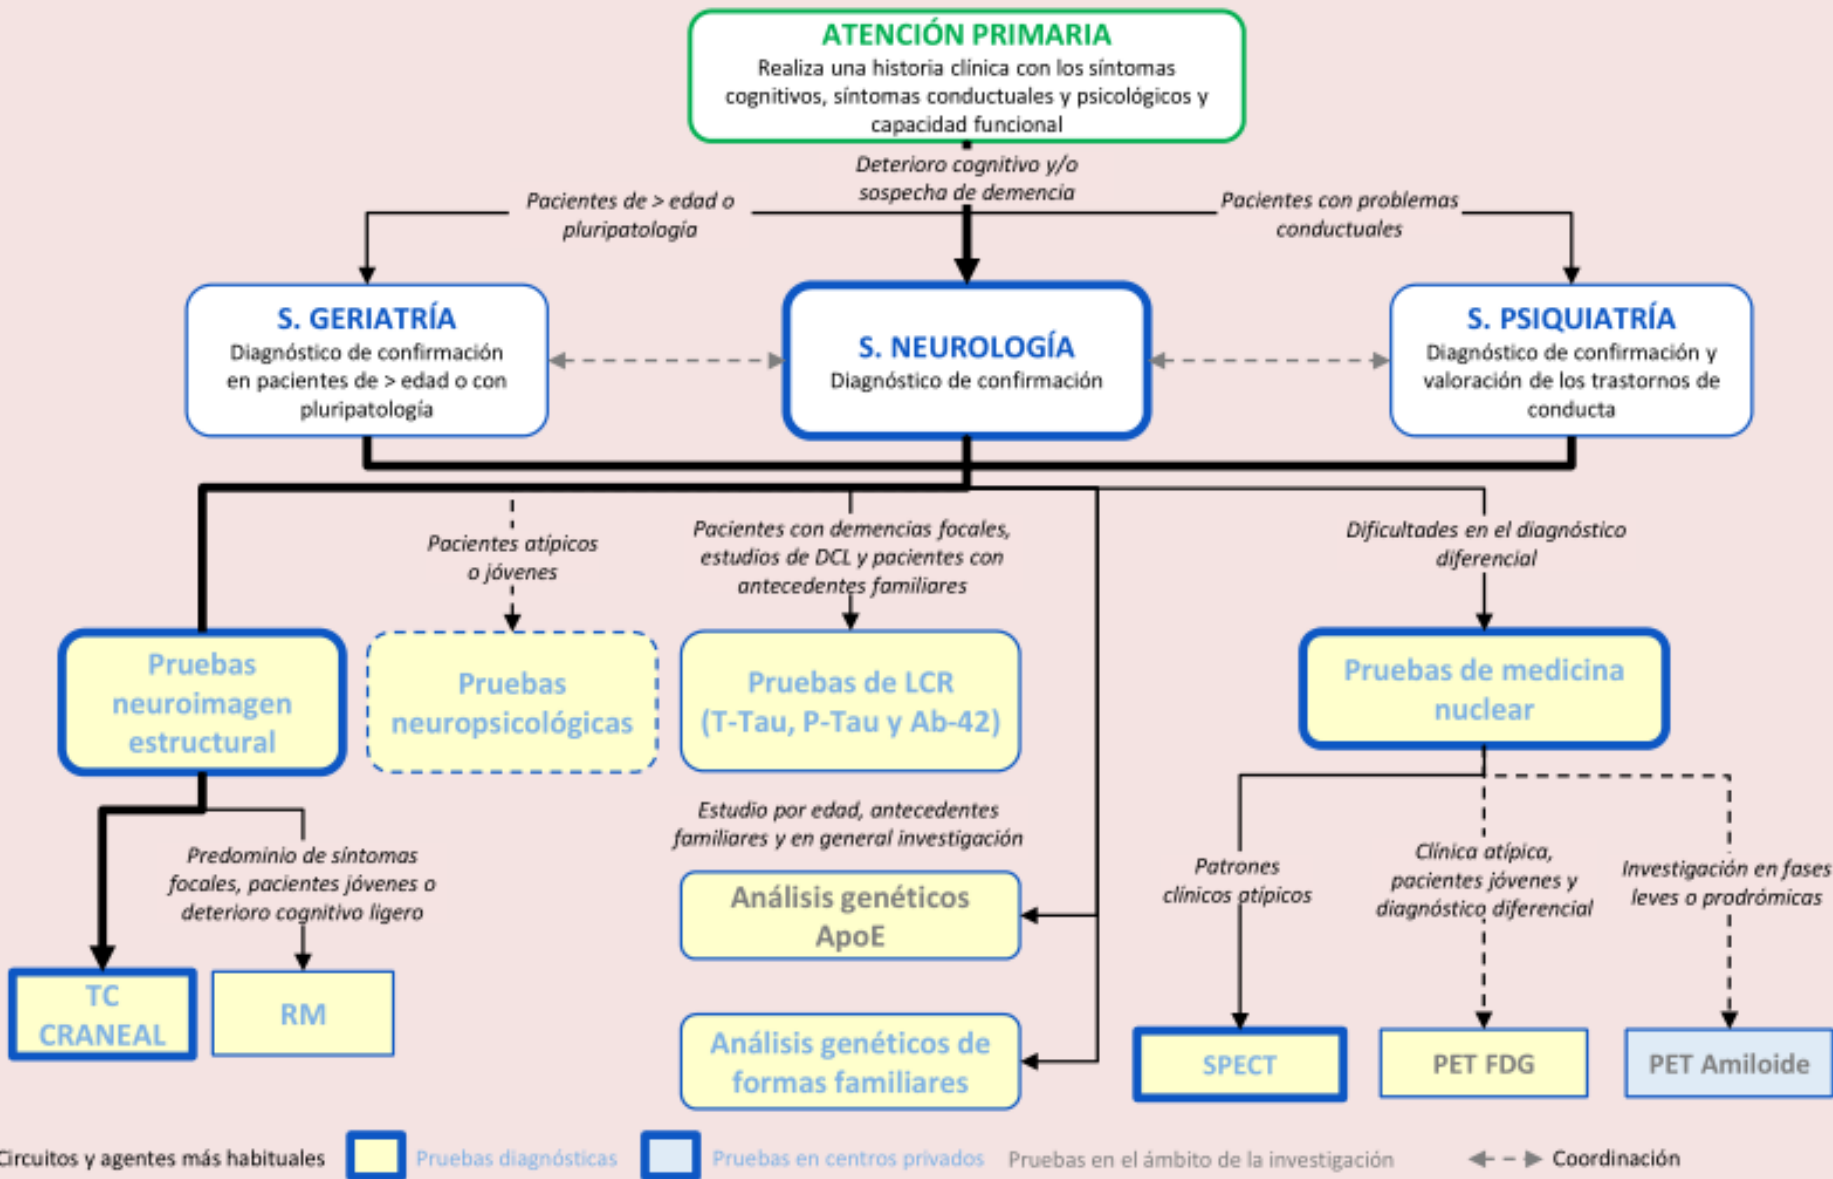 ATENCIÓN PRIMARIA
Realiza una historia clínica con los síntomas
cognitivos, síntomas conductuales y psicológicos y
capacidad funcional
Deterioro cognitivo y/o
sospecha de demencia
Pacientes de > edad o
pluripatología
Pacientes con problemas
conductuales
S. GERIATRÍA
Diagnóstico de confirmación
en pacientes de > edad o con
pluripatología
S. NEUROLOGÍA
Diagnóstico de confirmación
S. PSIQUIATRÍA
Diagnóstico de confirmación y
valoración de los trastornos de
conducta
Pacientes atípicos
o jóvenes
Pacientes con demencias focales,
estudios de DCL y pacientes con
antecedentes familiares
Dificultades en el diagnóstico
diferencial
Pruebas
neuroimagen
estructural
Pruebas
neuropsicológicas
Pruebas de LCR
(T-Tau, P-Tau y Ab-42)
Pruebas de medicina
nuclear
Estudio por edad, antecedentes
familiares y en general investigación
Predominio de síntomas
focales, pacientes jóvenes o
deterioro cognitivo ligero
Patrones
clínicos atípicos
Clínica atípica,
pacientes jóvenes y
diagnóstico diferencial
Investigación en fases
leves o prodrómicas
Análisis genéticos
ApoE
TC
CRANEAL
RM
Análisis genéticos de
formas familiares
SPECT
PET FDG
PET Amiloide
Circuitos y agentes más habituales
Pruebas diagnósticas
Pruebas en centros privados
Pruebas en el ámbito de la investigación
Coordinación